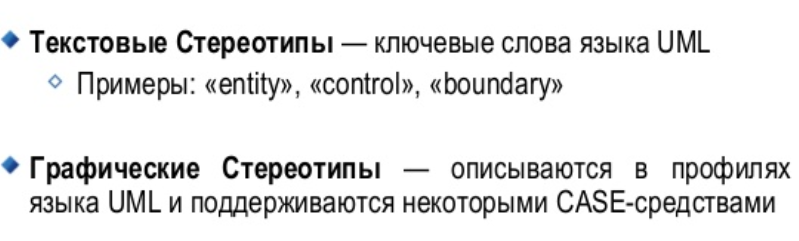 Текстовые Стереотипы — ключевые слова языка UML
Примеры: «entity», «control», «boundary»
Графические Стереотипы — описываются в профилях
языка UML и поддерживаются некоторыми CASE-средствами